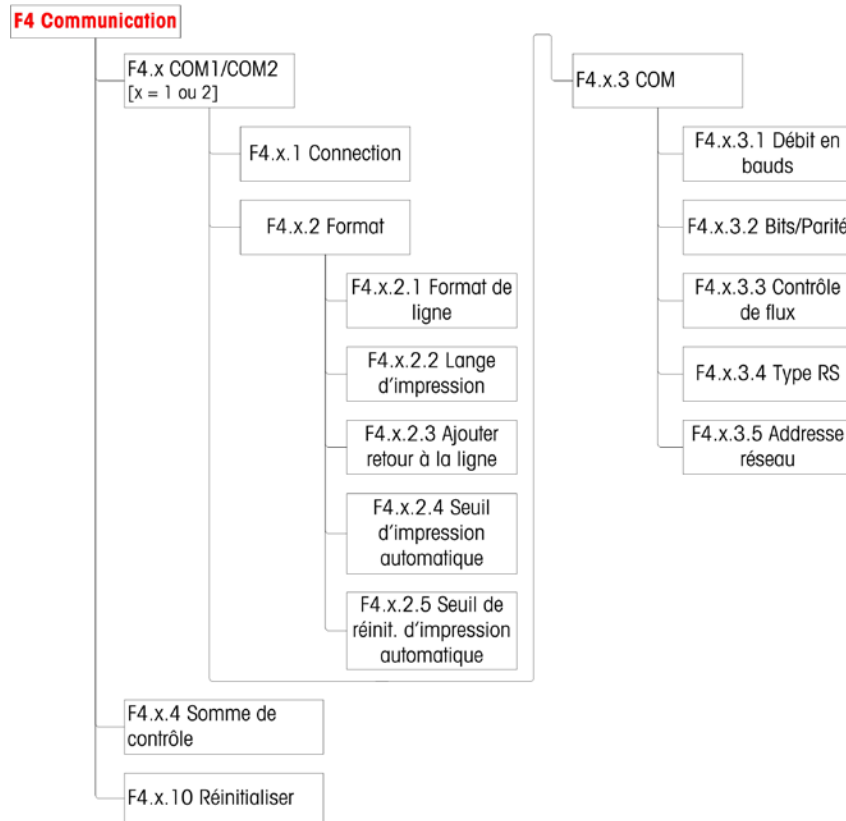 F4 Communication
F4.x COM1/COM2
[x = 1 ou 2]
F4.x.1 Connection
F4.x.2 Format
F4.x.2.1 Format de
ligne
F4.x.2.2 Lange
d'impression
F4.x.2.3 Ajouter
retour à la ligne
F4.x.2.4 Seuil
d'impression
automatique
F4.x.2.5 Seuil de
réinit. d'impression
automatique
F4.x.3 COM
F4.x.3.1 Débit en
bauds
F4.x.3.2 Bits/Parité
F4.x.3.3 Contrôle
de flux
F4.x.3.4 Type RS
F4.x.3.5 Addresse
réseau
F4.x.4 Somme de
contrôle
F4.x.10 Réinitialiser